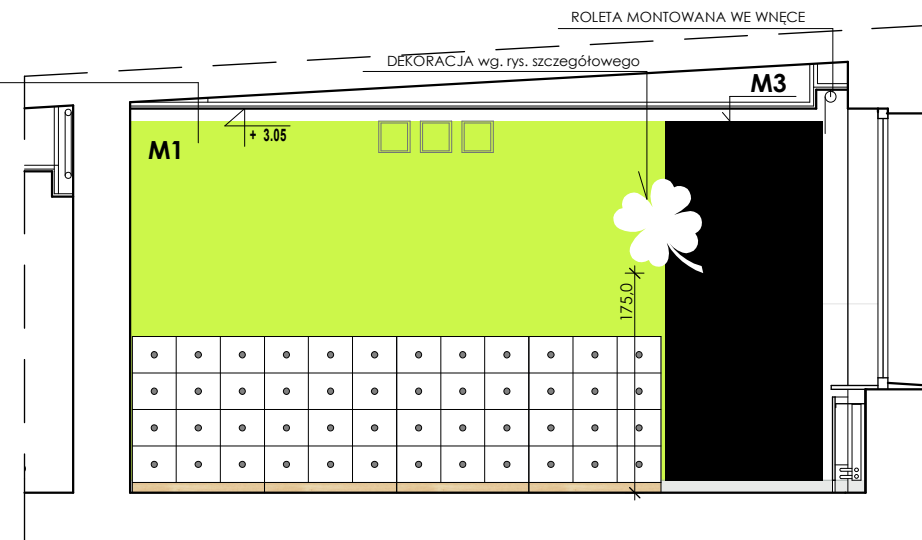 ROLETA MONTOWANA WE WNĘCE
DEKORACJA wg. rys. szczegółowego
M3
+ 3.05
M1
175,0